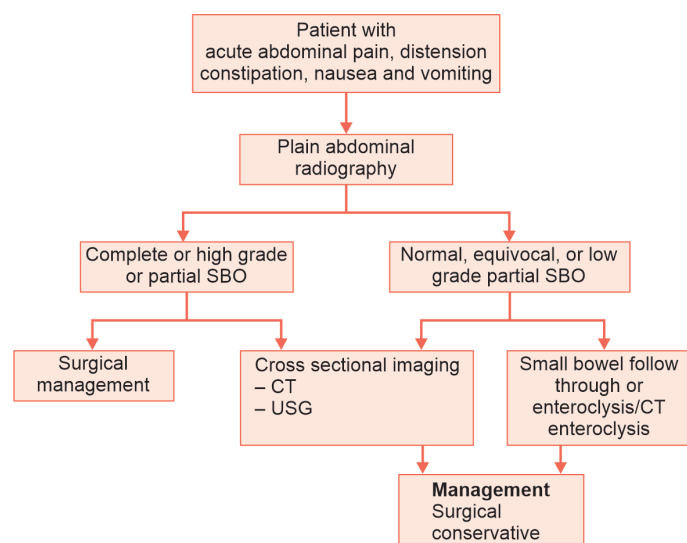 Patient with
acute abdominal pain, distension
constipation, nausea and vomiting
Plain abdominal
radiography
Complete or high grade
or partial SBO
Normal, equivocal, or low
grade partial SBO
Surgical
management
Cross sectional imaging
– CT
– USG
Small bowel follow
through or
enteroclysis/CT
enteroclysis
Management
Surgical
conservative